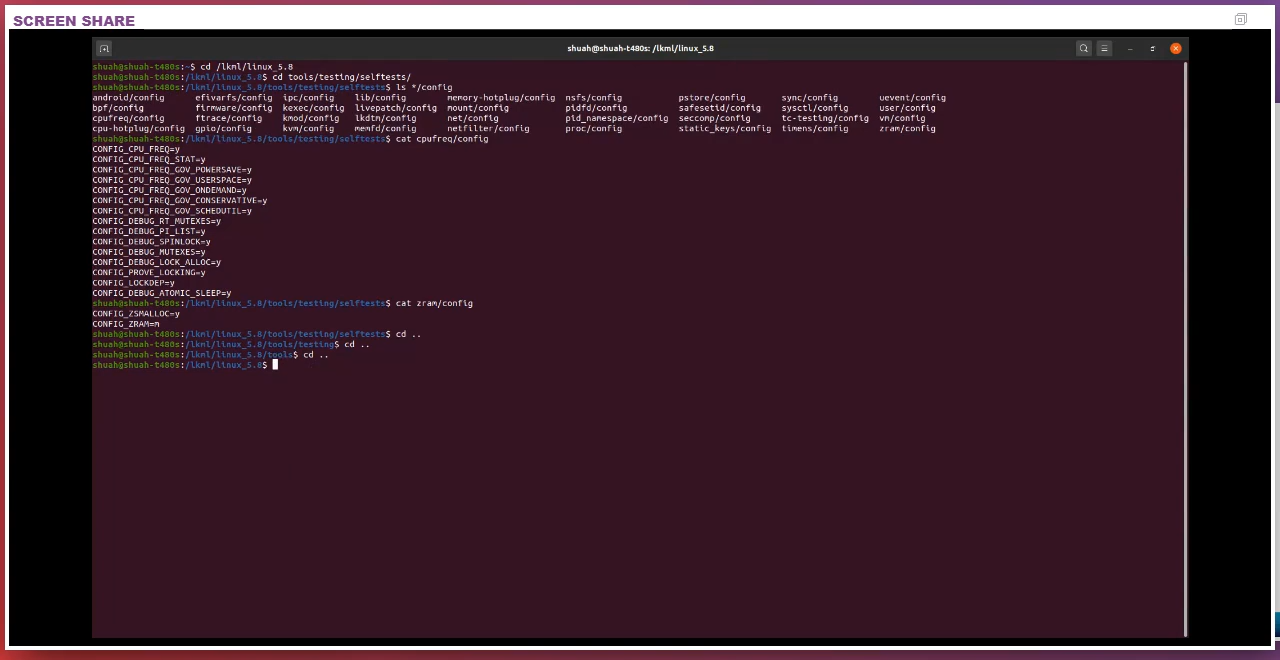 SCREEN SHARE
shuah@shuah-t480s: /lkml/linux_5.8
shuah@shuah-t480s:~$ cd /lkml/linux_5.8
shuah@shuah-t480s:/lkml/linux_5.8$ cd tools/testing/selftests/
shuah@shuah-t480s:/lkml/linux_5.8/tools/testing/selftests$ ls */config
android/config efivarfs/config ipc/config lib/config memory-hotplug/config nsfs/config pstore/config sync/config uevent/config
bpf/config firmware/config kexec/config livepatch/config mount/config pidfd/config safesetid/config sysctl/config user/config
cpufreq/config ftrace/config kmod/config lkdtm/config net/config pid_namespace/config seccomp/config tc-testing/config vm/config
cpu-hotplug/config gpio/config kvm/config memfd/config netfilter/config proc/config static_keys/config timens/config zram/config
shuah@shuah-t480s:/lkml/linux_5.8/tools/testing/selftests$ cat cpufreq/config
CONFIG_CPU_FREQ=y
CONFIG_CPU_FREQ_STAT=y
CONFIG_CPU_FREQ_GOV_POWERSAVE=y
CONFIG_CPU_FREQ_GOV_USERSPACE=y
CONFIG_CPU_FREQ_GOV_ONDEMAND=y
CONFIG_CPU_FREQ_GOV_CONSERVATIVE=y
CONFIG_CPU_FREQ_GOV_SCHEDUTIL=y
CONFIG_DEBUG_RT_MUTEXES=y
CONFIG_DEBUG_PI_LIST=y
CONFIG_DEBUG_SPINLOCK=y
CONFIG_DEBUG_MUTEXES=y
CONFIG_DEBUG_LOCK_ALLOC=y
CONFIG_PROVE_LOCKING=y
CONFIG_LOCKDEP=y
CONFIG_DEBUG_ATOMIC_SLEEP=y
shuah@shuah-t480s:/lkml/linux_5.8/tools/testing/selftests$ cat zram/config
CONFIG_ZSMALLOC=y
CONFIG_ZRAM=m
shuah@shuah-t480s:/lkml/linux_5.8/tools/testing/selftests$ cd ..
shuah@shuah-t480s:/lkml/linux_5.8/tools/testing$ cd ..
shuah@shuah-t480s:/lkml/linux_5.8/tools$ cd ..
shuah@shuah-t480s:/lkml/linux_5.8$